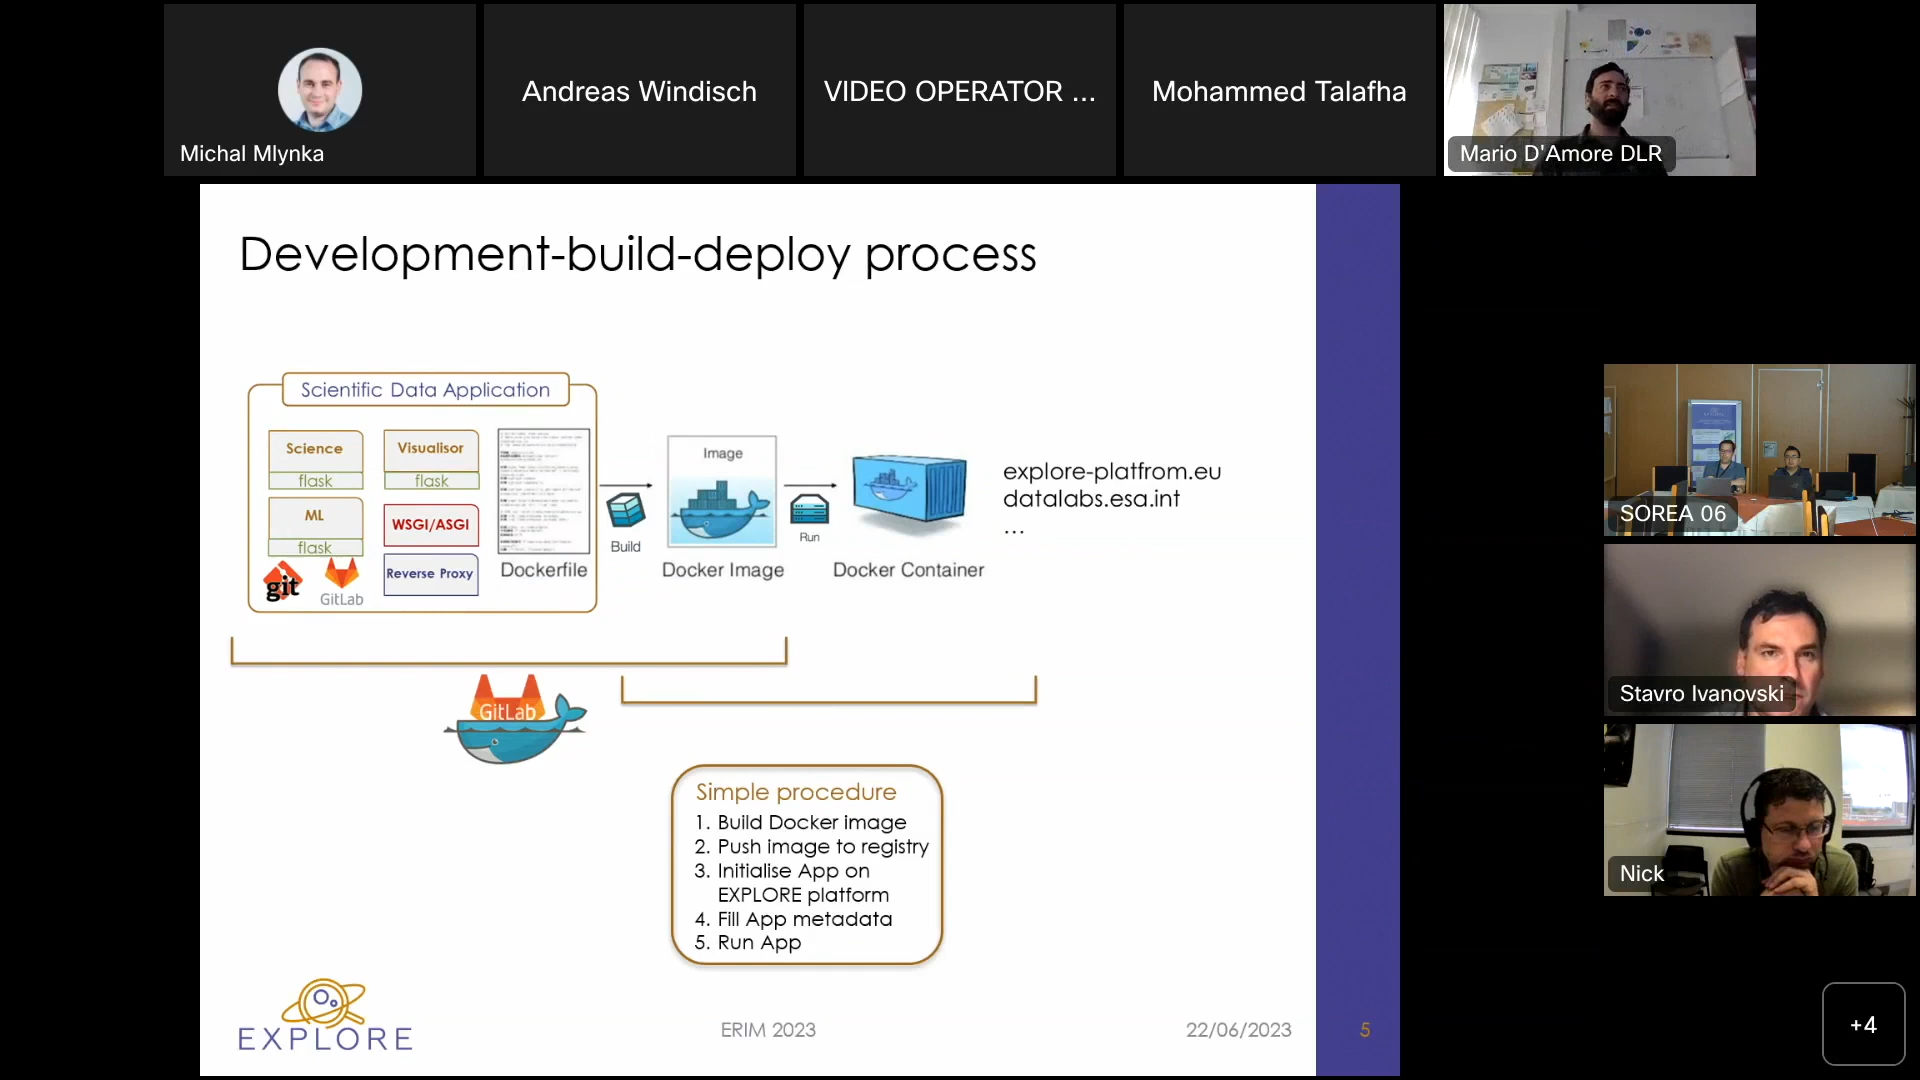 Michal Mlynka
Andreas Windisch
VIDEO OPERATOR ...
Mohammed Talafha
Mario D'Amore DLR
Development-build-deploy process
Scientific Data Application
Science
flask
Visualisor
flask
ML
flask
WSGI/ASGI
Reverse Proxy
git
GitLab
Dockerfile
Build
Image
Docker Image
Run
Docker Container
explore-platfrom.eu
datalabs.esa.int
...
GitLab
Simple procedure
1. Build Docker image
2. Push image to registry
3. Initialise App on
EXPLORE platform
4. Fill App metadata
5. Run App
EXPLORE
ERIM 2023
22/06/2023
5
SOREA 06
Stavro Ivanovski
Nick
+4